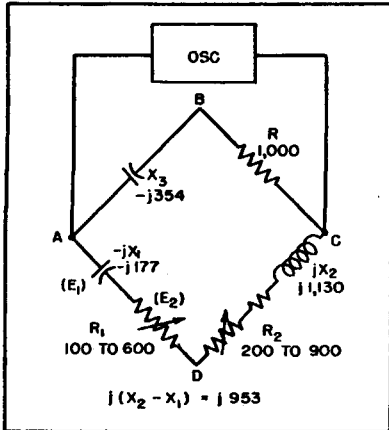 OSC
B
R
1,000
X3
-j354
A
C
-jX1
-j177
(E1)
(E2)
jX2
j1,130
R1
100 TO 600
R2
200 TO 900
D
j(X2 - X1) = j953